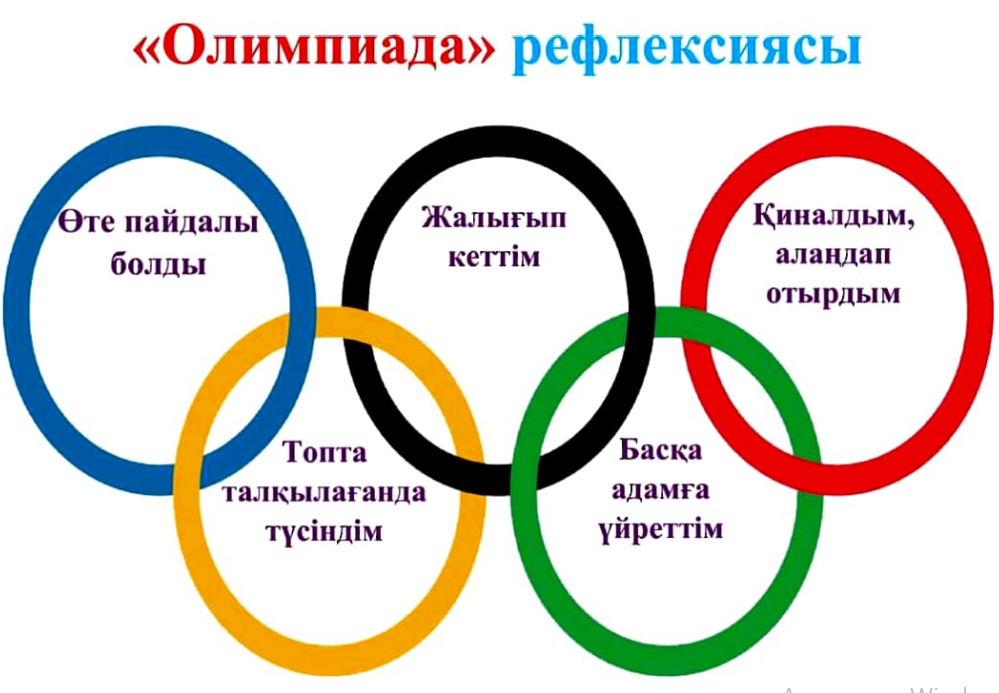 «Олимпиада» рефлексиясы
Өте пайдалы
болды
Жалығып
кеттім
Қиналдым,
алаңдап
отырдым
Топта
талқылағанда
түсіндім
Басқа
адамға
үйреттім